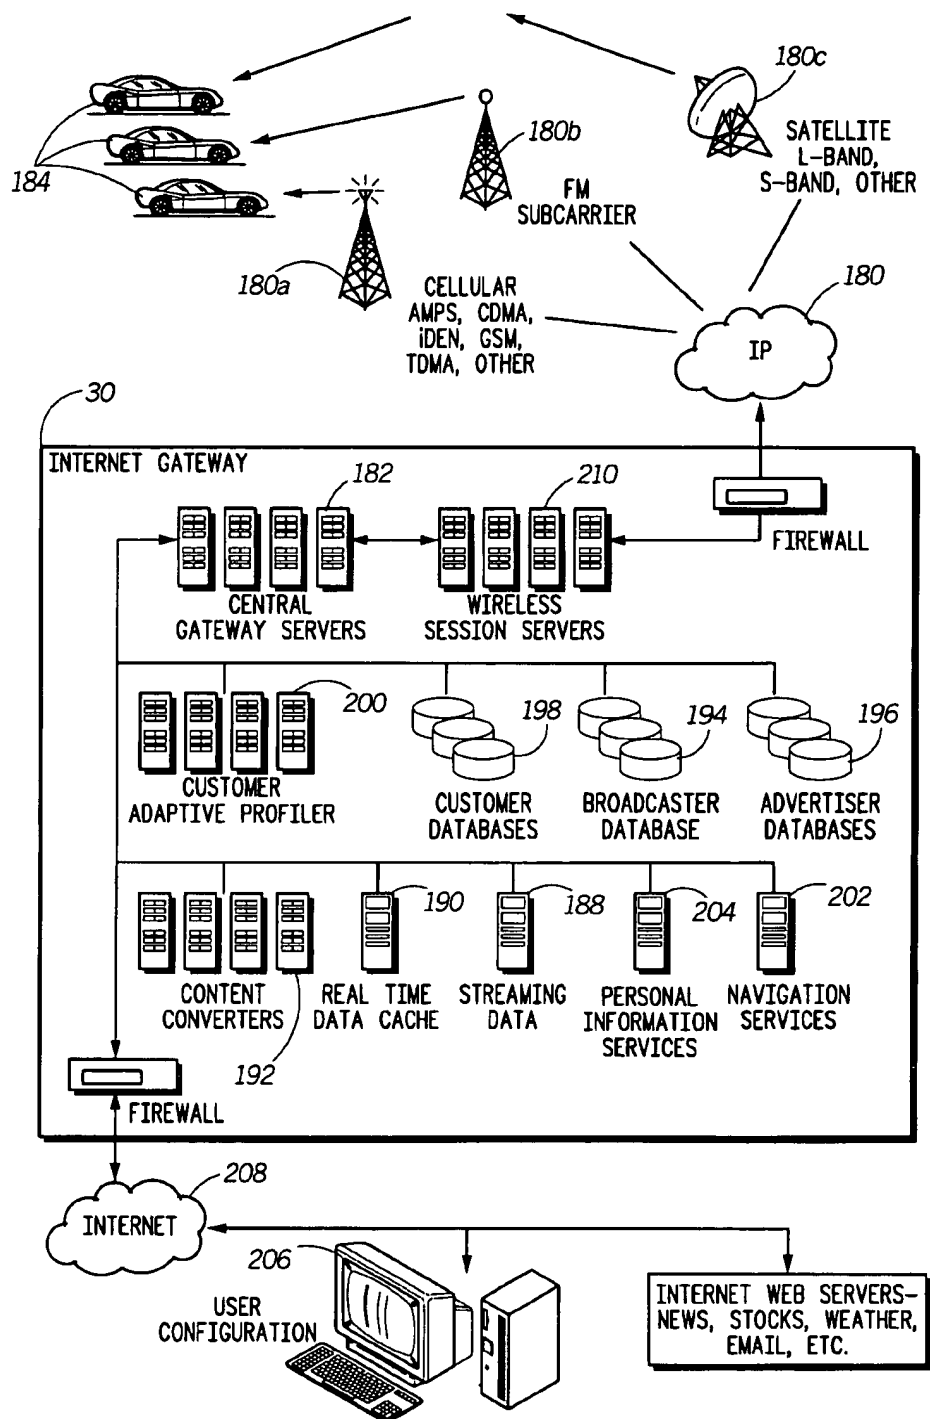 180c
SATELLITE
L-BAND,
S-BAND, OTHER
180b
FM
SUBCARRIER
184
180a
CELLULAR
AMPS, CDMA,
iDEN, GSM,
TDMA, OTHER
180
IP
30
INTERNET GATEWAY
182
210
FIREWALL
CENTRAL
GATEWAY SERVERS
WIRELESS
SESSION SERVERS
200
198
194
196
CUSTOMER
ADAPTIVE PROFILER
CUSTOMER
DATABASES
BROADCASTER
DATABASE
ADVERTISER
DATABASES
190
188
204
202
CONTENT
CONVERTERS
REAL TIME
DATA CACHE
STREAMING
DATA
PERSONAL
INFORMATION
SERVICES
NAVIGATION
SERVICES
192
FIREWALL
208
INTERNET
206
USER
CONFIGURATION
INTERNET WEB SERVERS-
NEWS, STOCKS, WEATHER,
EMAIL, ETC.